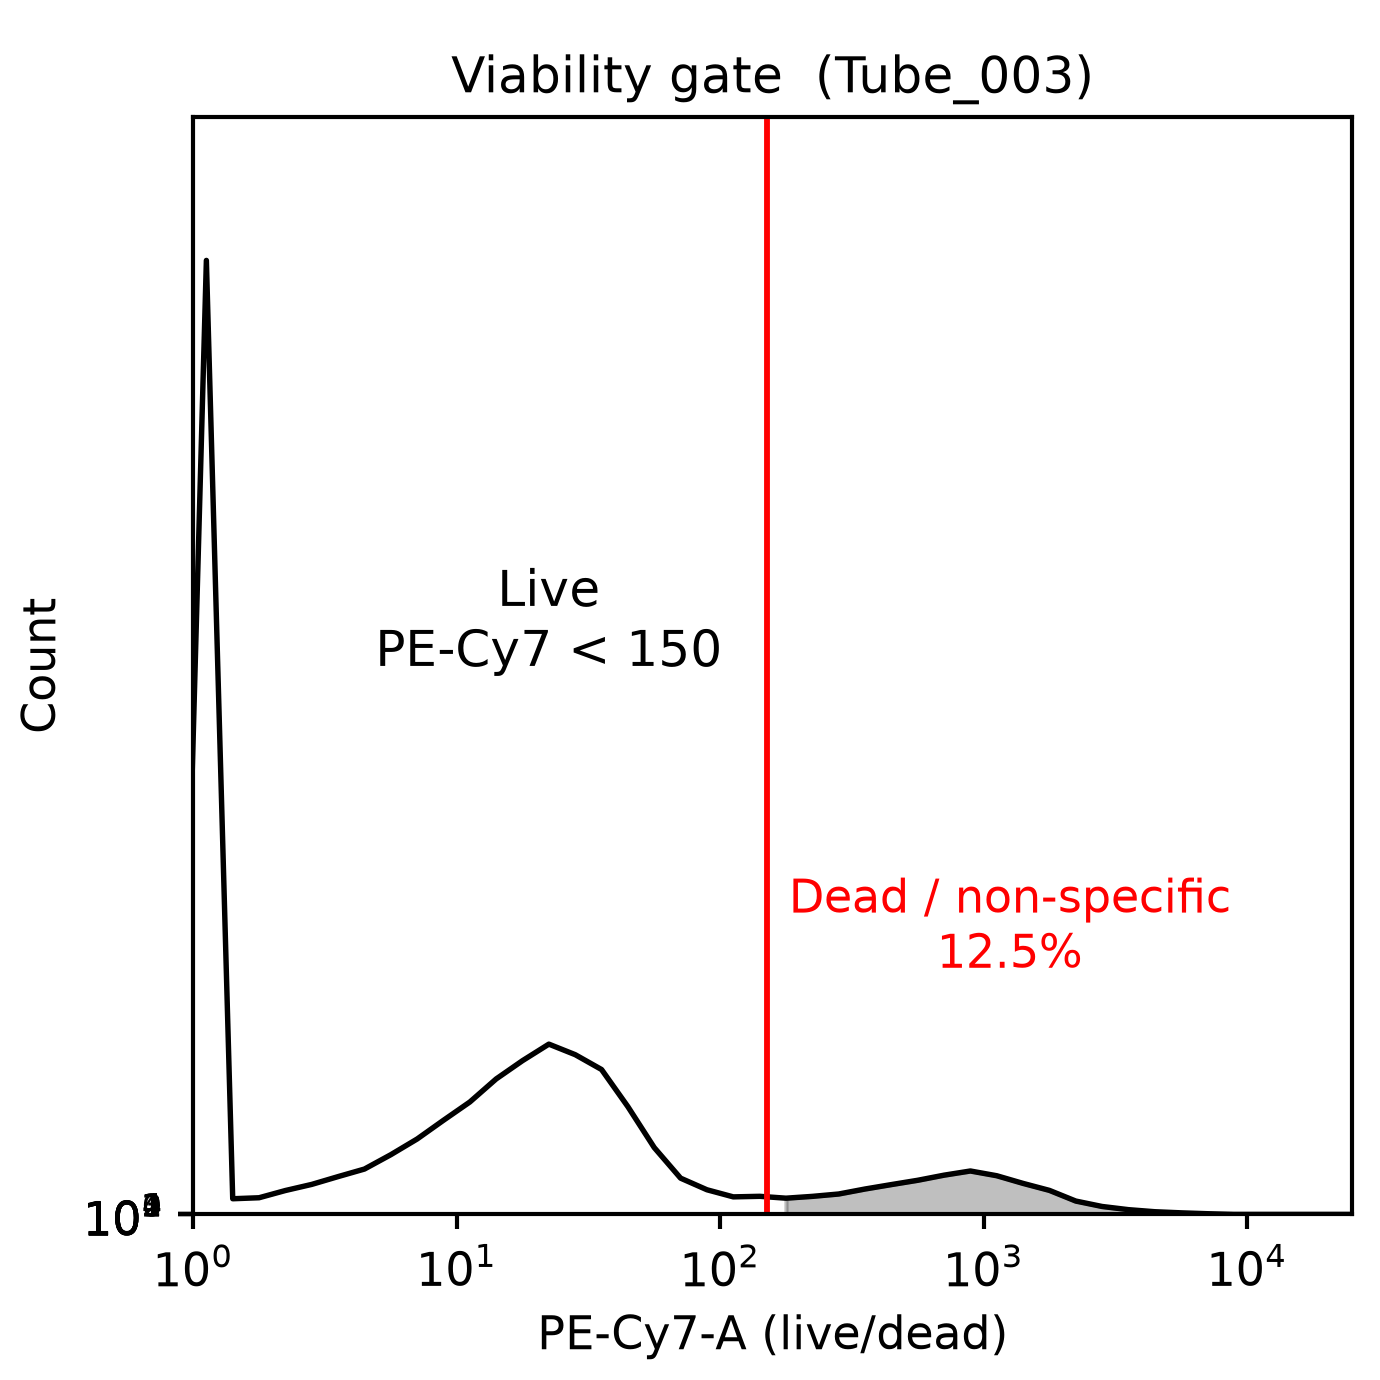 Viability gate (Tube_003)
Count
Live
PE-Cy7 < 150
Dead / non-specific
12.5%
10⁰ 10¹ 10² 10³ 10⁴
PE-Cy7-A (live/dead)